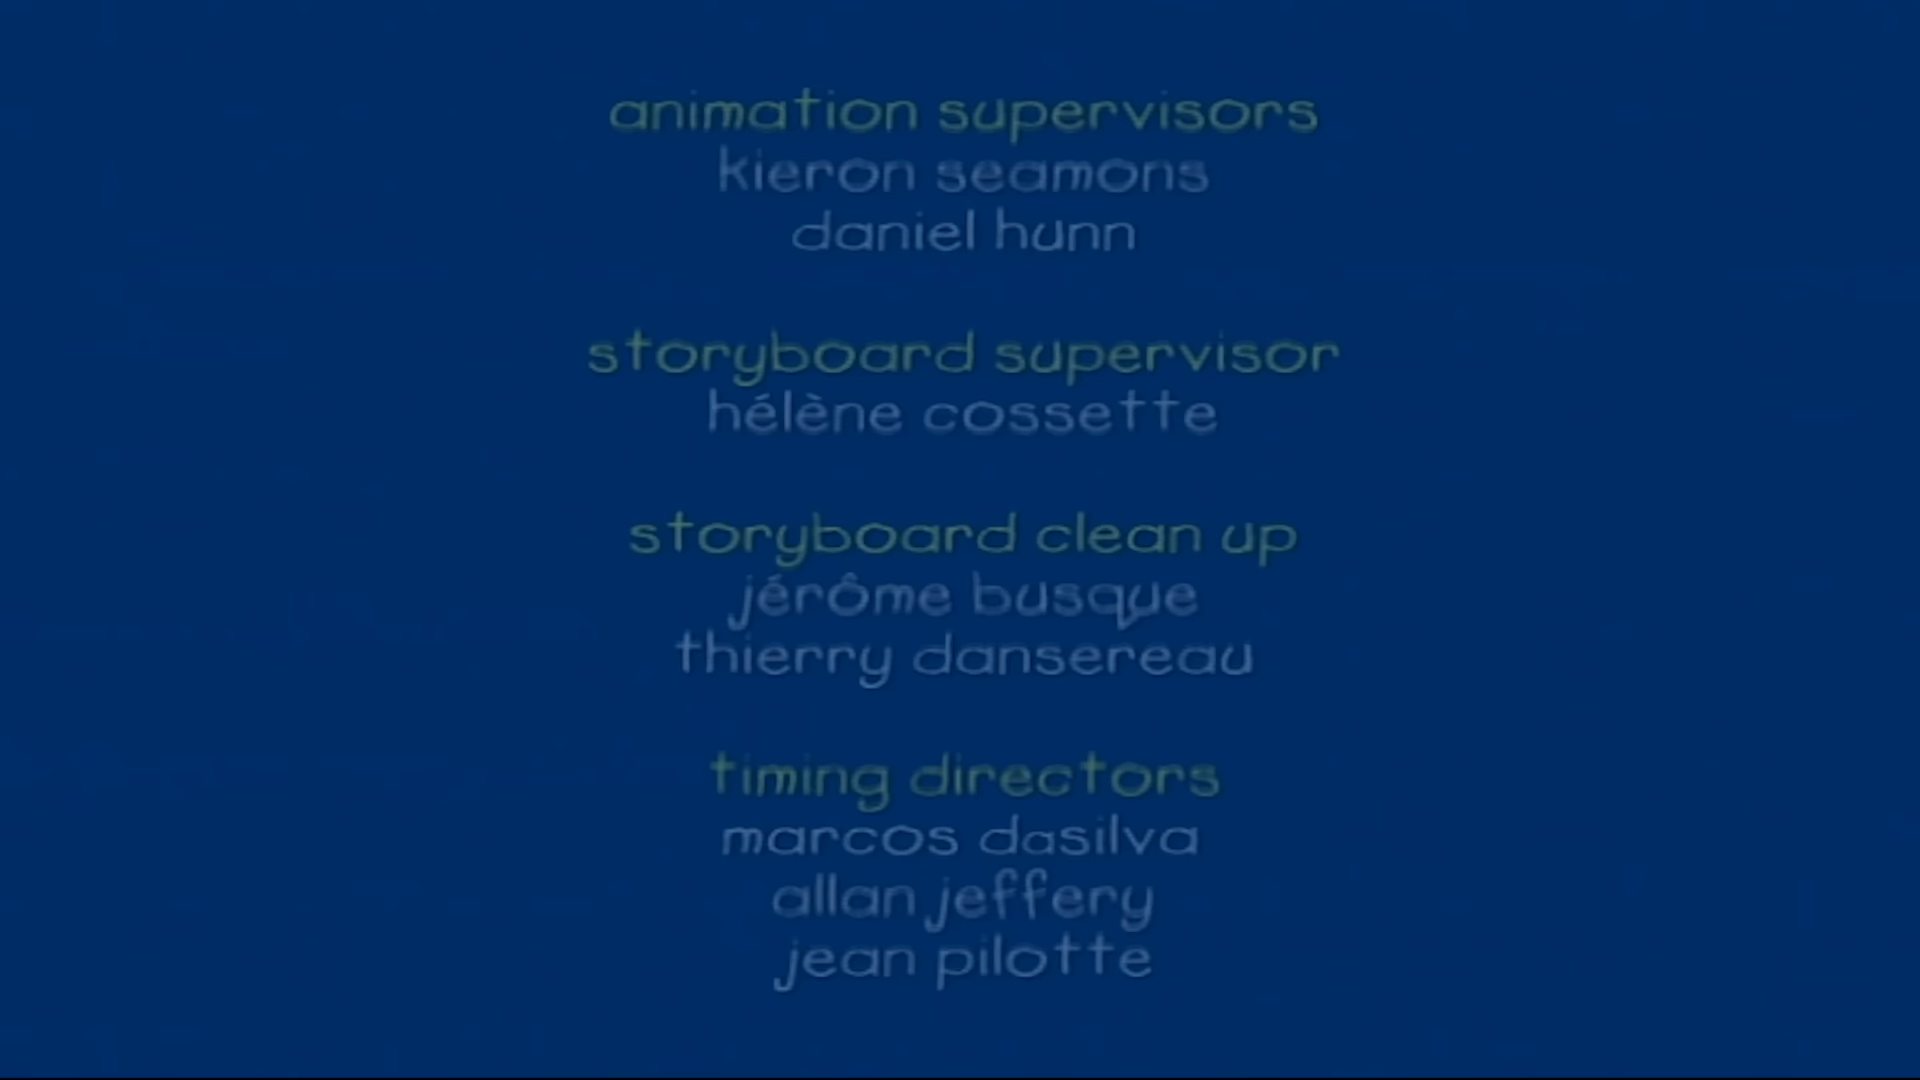 animation supervisors
kieron seamons
daniel hunn
storyboard supervisor
hélène cossette
storyboard clean up
jérôme busque
thierry dansereau
timing directors
marcos dasilva
allan jeffery
jean pilotte